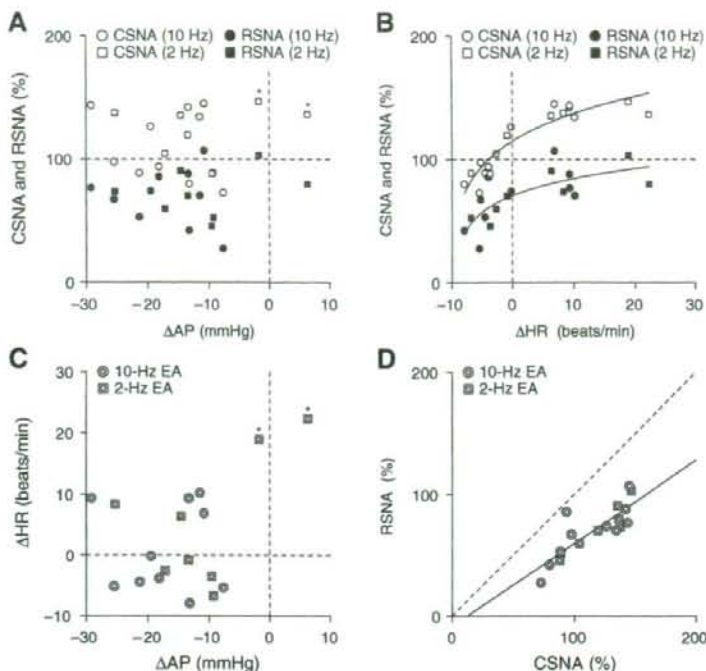 A
○ CSNA (10 Hz) ● RSNA (10 Hz)
□ CSNA (2 Hz) ■ RSNA (2 Hz)
CSNA and RSNA (%)
200
100
0
−30 −20 −10 0 10
ΔAP (mmHg)
* *
B
○ CSNA (10 Hz) ● RSNA (10 Hz)
□ CSNA (2 Hz) ■ RSNA (2 Hz)
CSNA and RSNA (%)
200
100
0
−10 0 10 20 30
ΔHR (beats/min)
C
10-Hz EA
2-Hz EA
ΔHR (beats/min)
30
20
10
0
−10
−30 −20 −10 0 10
ΔAP (mmHg)
* *
D
10-Hz EA
2-Hz EA
RSNA (%)
200
100
0
0 100 200
CSNA (%)